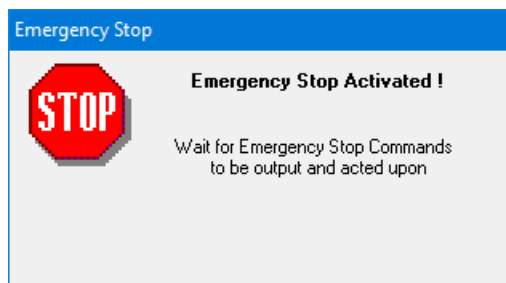 Emergency Stop
STOP
Emergency Stop Activated !
Wait for Emergency Stop Commands
to be output and acted upon